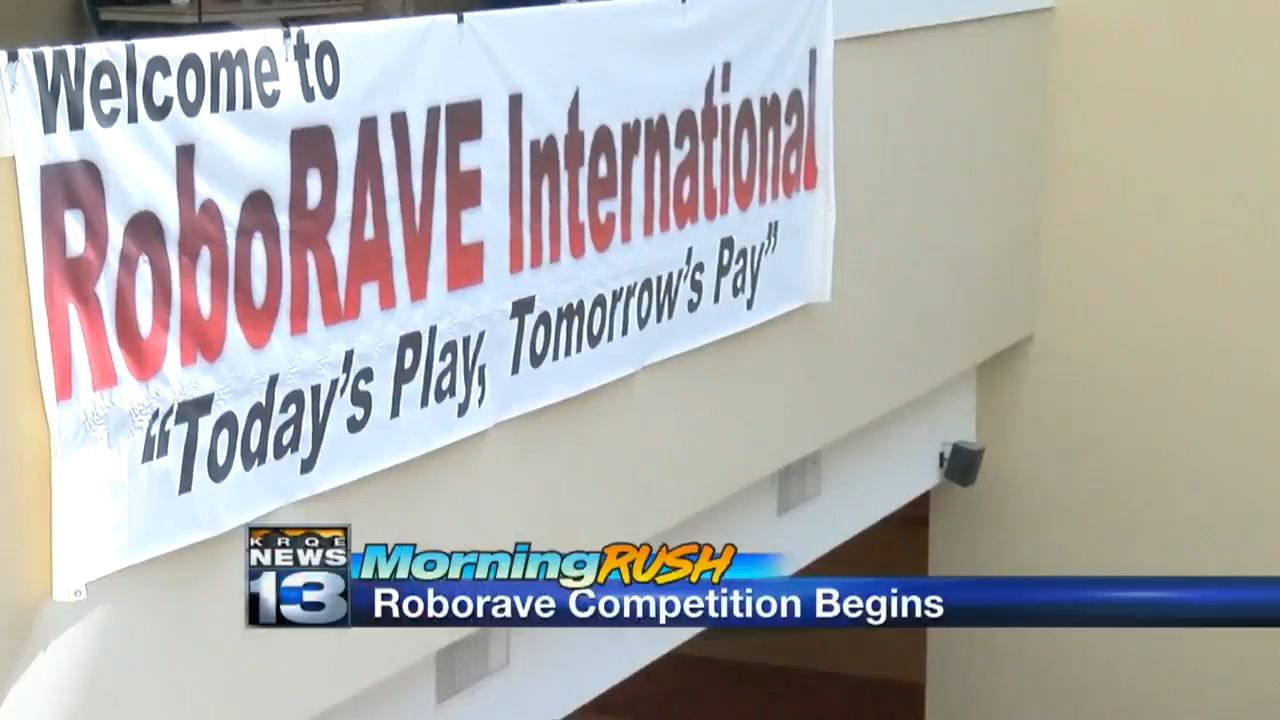 Welcome to
RoboRAVE International
“Today's Play, Tomorrow's Pay”
KRQE
NEWS
13
MorningRUSH
Roborave Competition Begins